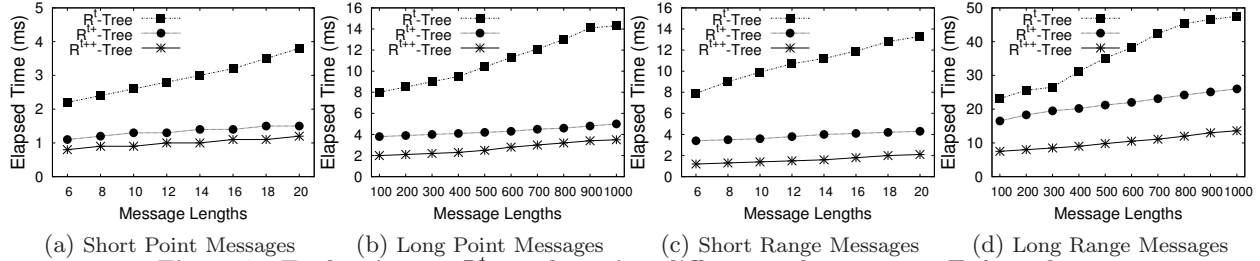 Elapsed Time (ms)
5
4
3
2
1
0
R^t-Tree
R^t+-Tree
R^t++-Tree
6 8 10 12 14 16 18 20
Message Lengths
(a) Short Point Messages
Elapsed Time (ms)
16
14
12
10
8
6
4
2
0
R^t-Tree
R^t+-Tree
R^t++-Tree
100 200 300 400 500 600 700 800 900 1000
Message Lengths
(b) Long Point Messages
Elapsed Time (ms)
16
14
12
10
8
6
4
2
0
R^t-Tree
R^t+-Tree
R^t++-Tree
6 8 10 12 14 16 18 20
Message Lengths
(c) Short Range Messages
Elapsed Time (ms)
50
40
30
20
10
0
R^t-Tree
R^t+-Tree
R^t++-Tree
100 200 300 400 500 600 700 800 900 1000
Message Lengths
(d) Long Range Messages